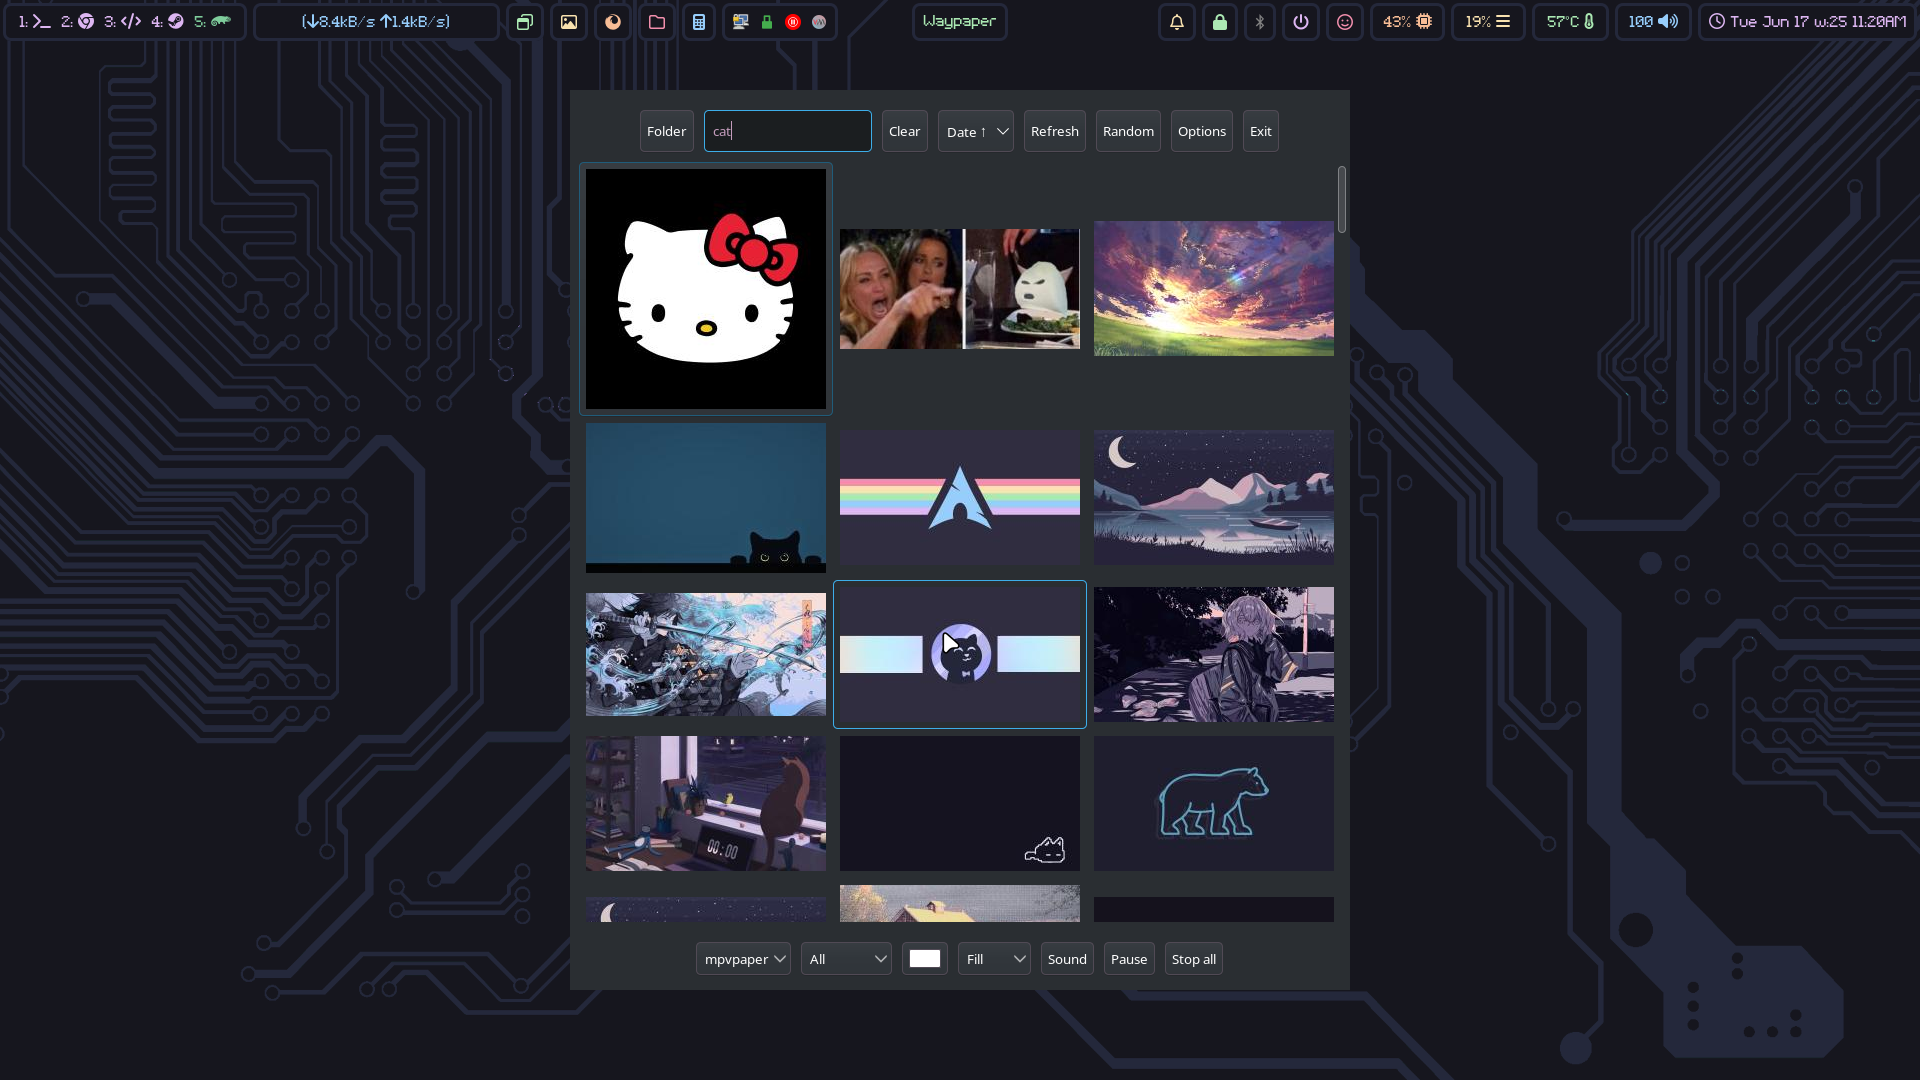 1: 2: 3: 4: 5:
(↓8.4kB/s ↑1.4kB/s)
Waypaper
43%
19%
57°C
100
Tue Jun 17 w:25 11:20AM
Folder
cat
Clear
Date ↑
Refresh
Random
Options
Exit
00:00
mpvpaper
All
Fill
Sound
Pause
Stop all